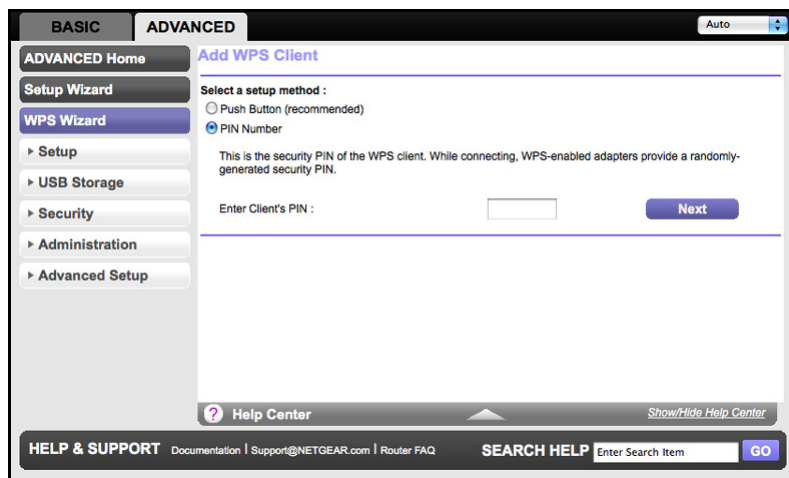 BASIC
ADVANCED
Auto
ADVANCED Home
Setup Wizard
WPS Wizard
Setup
USB Storage
Security
Administration
Advanced Setup
Add WPS Client
Select a setup method :
Push Button (recommended)
PIN Number
This is the security PIN of the WPS client. While connecting, WPS-enabled adapters provide a randomly-
generated security PIN.
Enter Client's PIN :
Next
? Help Center
Show/Hide Help Center
HELP & SUPPORT Documentation | Support@NETGEAR.com | Router FAQ
SEARCH HELP Enter Search Item GO